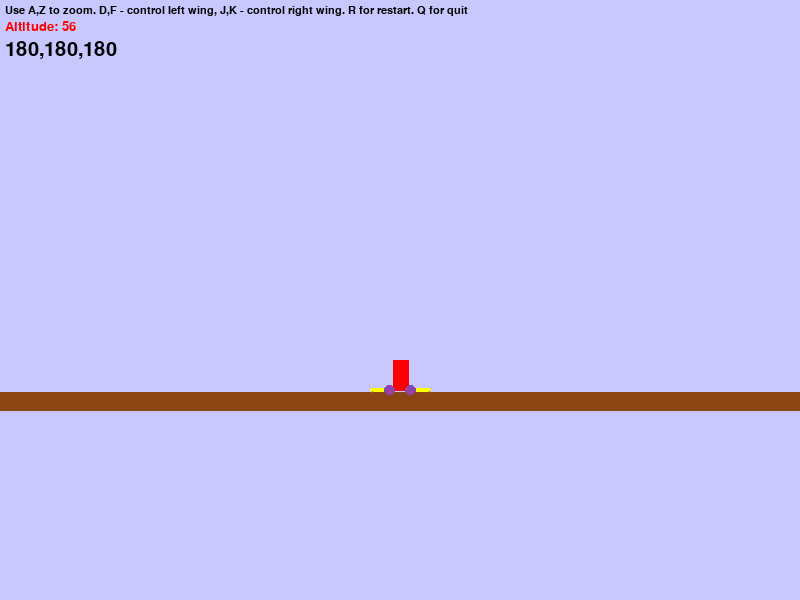 Use A,Z to zoom. D,F - control left wing, J,K - control right wing. R for restart. Q for quit
Altitude: 56
180,180,180